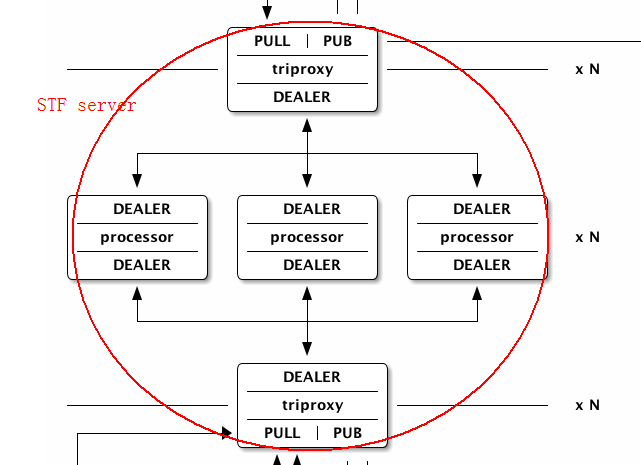 PULL | PUB
triproxy
x N
DEALER
STF server
DEALER
DEALER
DEALER
processor
processor
processor
x N
DEALER
DEALER
DEALER
DEALER
triproxy
x N
PULL | PUB